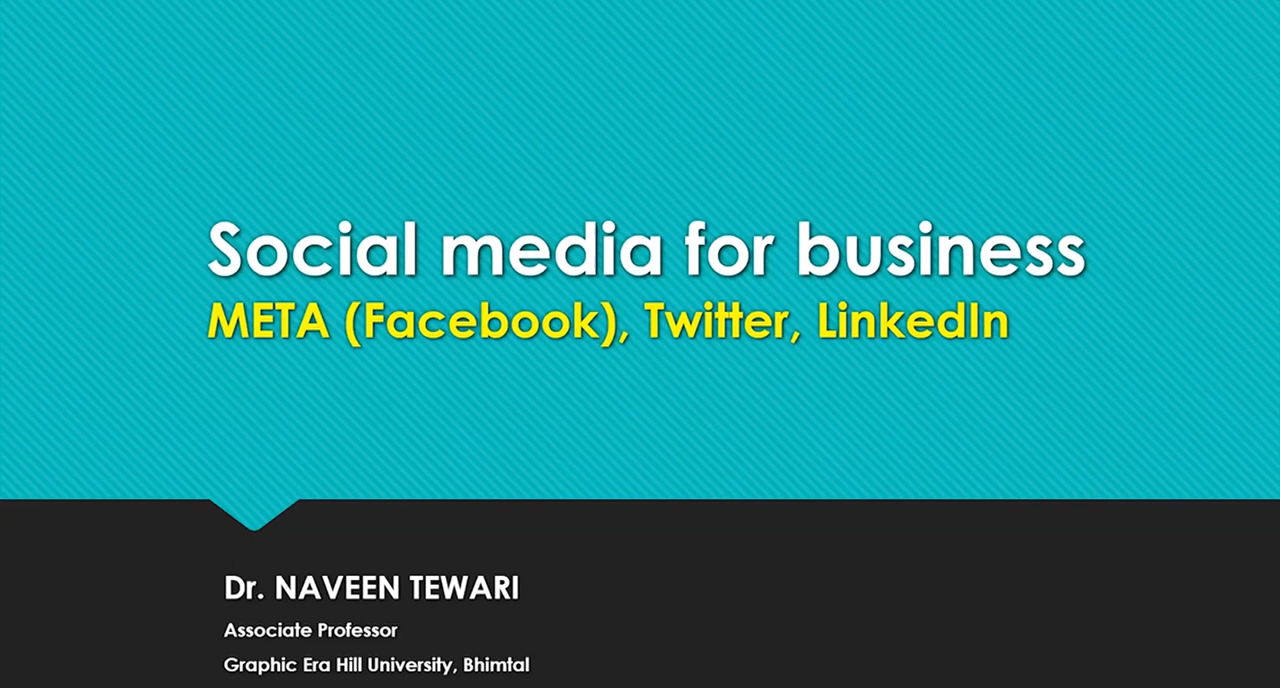 Social media for business
META (Facebook), Twitter, LinkedIn
Dr. NAVEEN TEWARI
Associate Professor
Graphic Era Hill University, Bhimtal